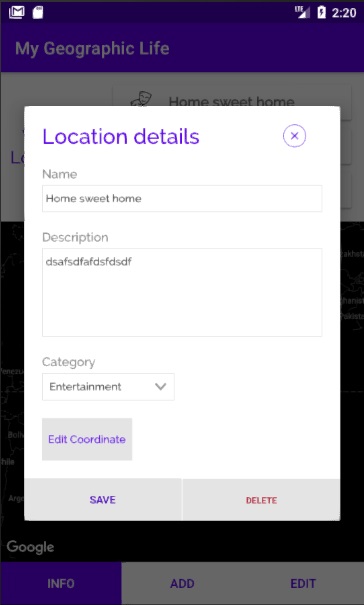 LTE 2:20
My Geographic Life
Home sweet home
Location details
Name
Home sweet home
Description
dsafsdfafdsfdsdf
Category
Entertainment
Edit Coordinate
SAVE
DELETE
Google
INFO
ADD
EDIT